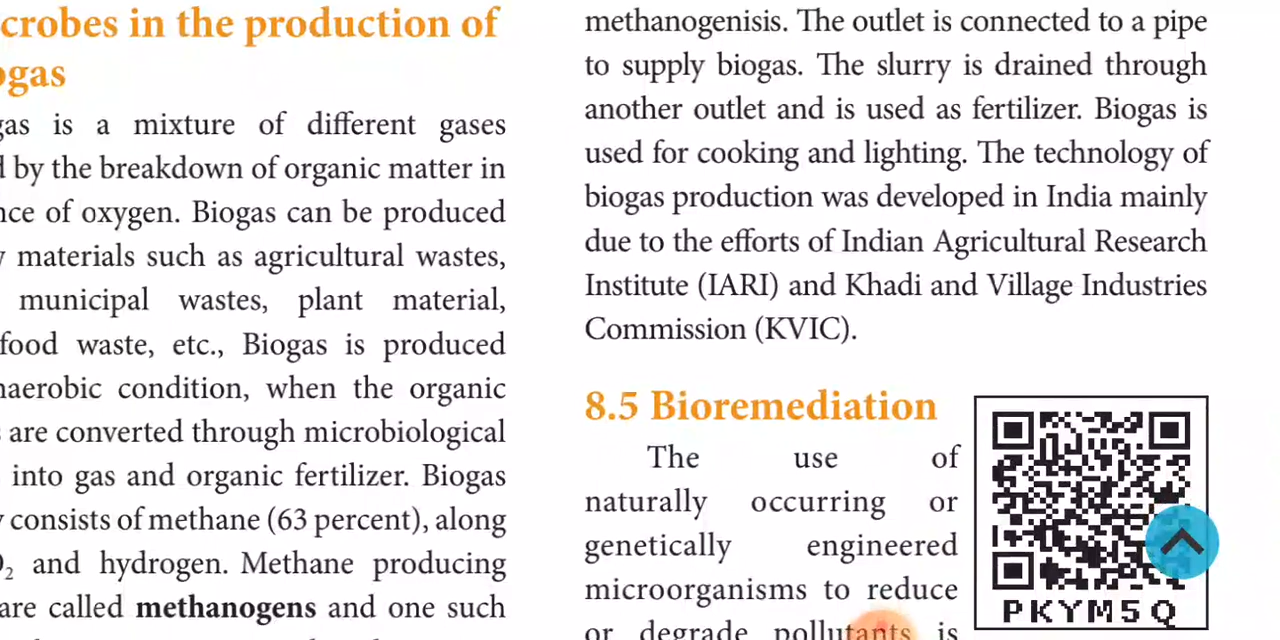 crobes in the production of
ogas
gas is a mixture of different gases
d by the breakdown of organic matter in
nce of oxygen. Biogas can be produced
materials such as agricultural wastes,
municipal wastes, plant material,
food waste, etc., Biogas is produced
naerobic condition, when the organic
s are converted through microbiological
into gas and organic fertilizer. Biogas
y consists of methane (63 percent), along
O₂ and hydrogen. Methane producing
are called methanogens and one such
methanogenisis. The outlet is connected to a pipe
to supply biogas. The slurry is drained through
another outlet and is used as fertilizer. Biogas is
used for cooking and lighting. The technology of
biogas production was developed in India mainly
due to the efforts of Indian Agricultural Research
Institute (IARI) and Khadi and Village Industries
Commission (KVIC).
8.5 Bioremediation
The use of
naturally occurring or
genetically engineered
microorganisms to reduce
or degrade pollutants is
PKYM5Q